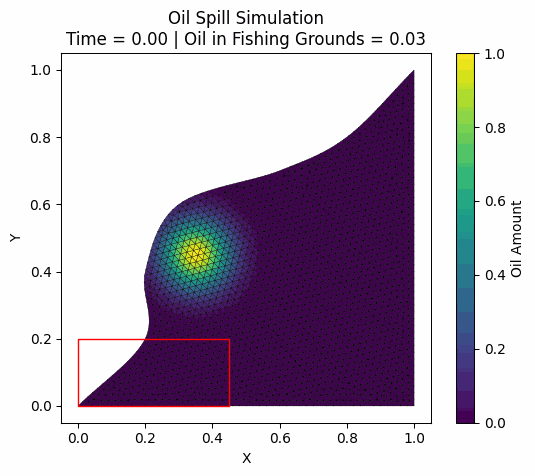 Oil Spill Simulation
Time = 0.00 | Oil in Fishing Grounds = 0.03
1.0
0.8
0.6
0.4
0.2
0.0
Y
0.0 0.2 0.4 0.6 0.8 1.0
X
1.0
0.8
0.6
0.4
0.2
0.0
Oil Amount